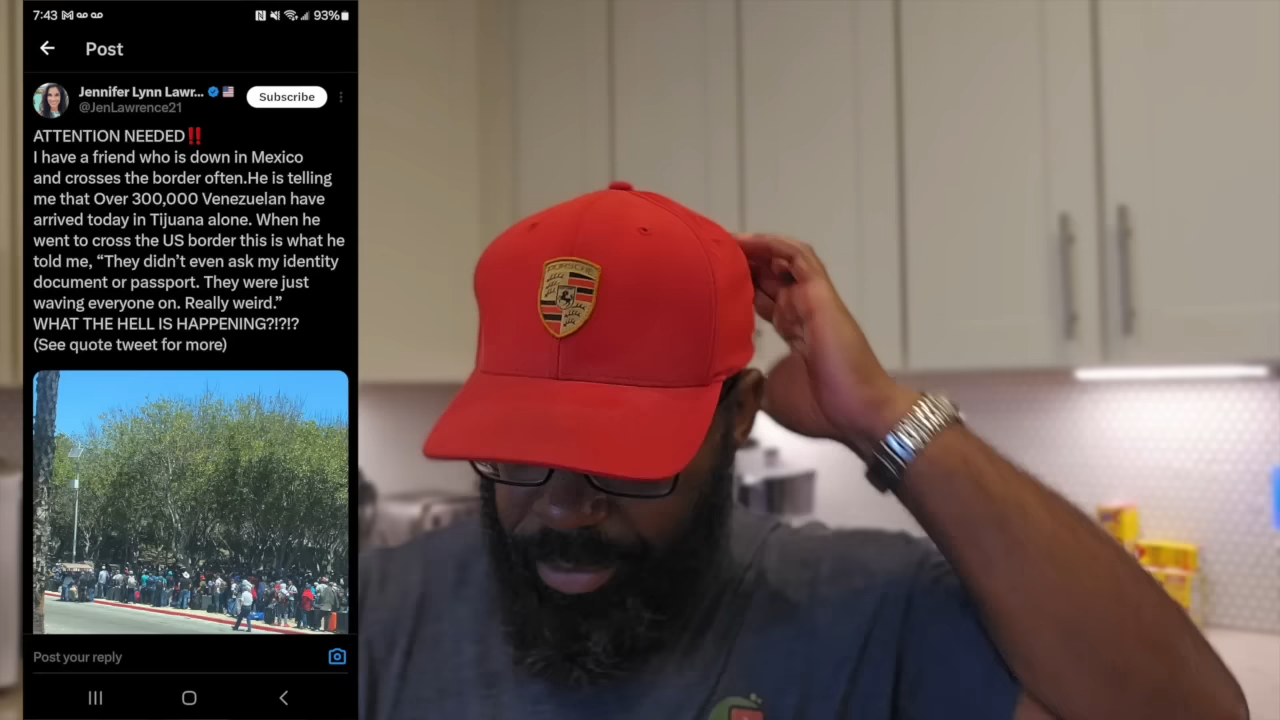 7:43
93%
Post
Jennifer Lynn Lawr...
@JenLawrence21
Subscribe
ATTENTION NEEDED‼️
I have a friend who is down in Mexico
and crosses the border often.He is telling
me that Over 300,000 Venezuelan have
arrived today in Tijuana alone. When he
went to cross the US border this is what he
told me, “They didn’t even ask my identity
document or passport. They were just
waving everyone on. Really weird.”
WHAT THE HELL IS HAPPENING?!?!?
(See quote tweet for more)
Post your reply
PORSCHE